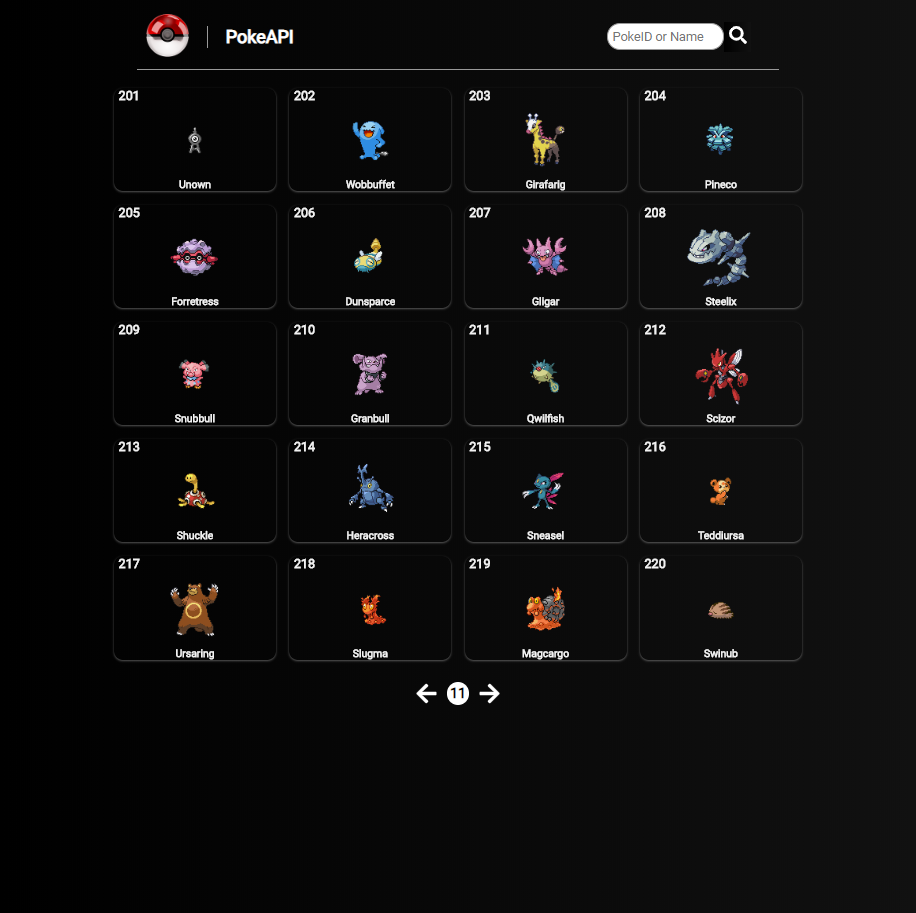 PokeAPI
PokeID or Name
201 202 203 204
Unown Wobbuffet Girafarig Pineco
205 206 207 208
Forretress Dunsparce Gligar Steelix
209 210 211 212
Snubbull Granbull Qwilfish Scizor
213 214 215 216
Shuckle Heracross Sneasel Teddiursa
217 218 219 220
Ursaring Slugma Magcargo Swinub
11